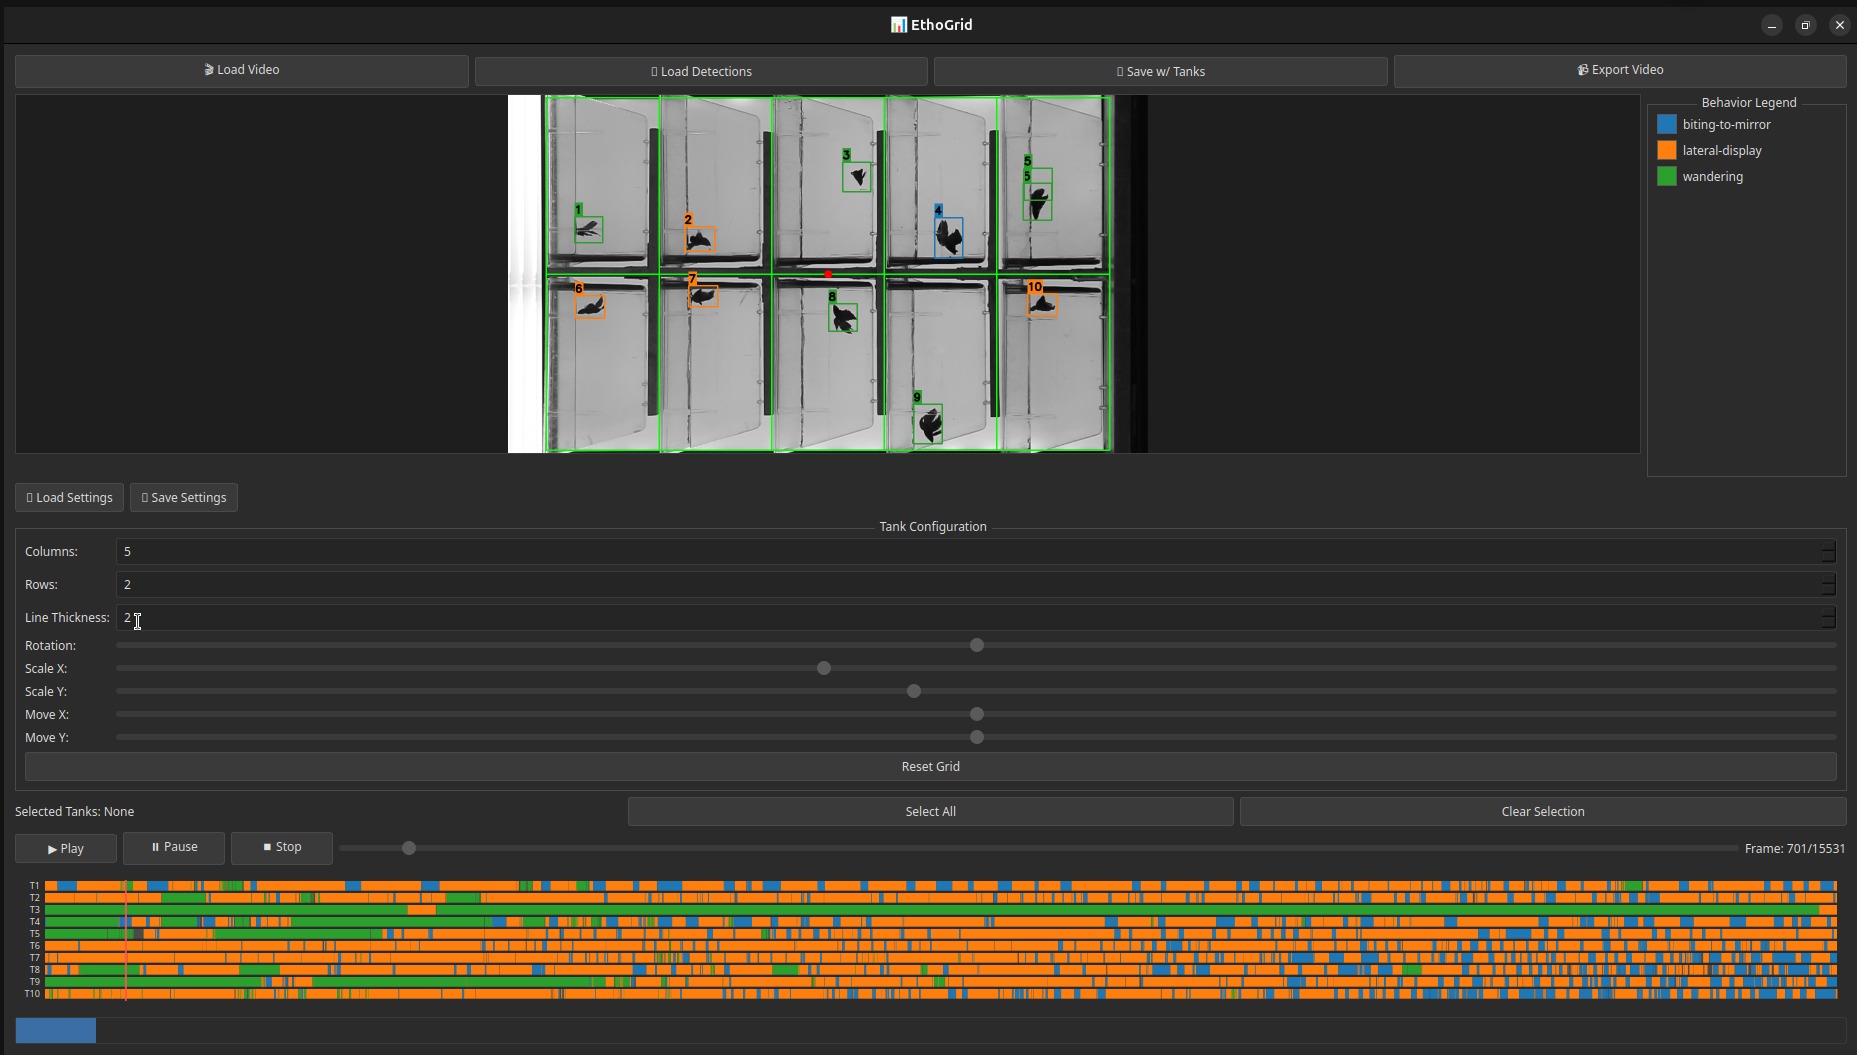 EthoGrid
Load Video
Load Detections
Save w/ Tanks
Export Video
Behavior Legend
biting-to-mirror
lateral-display
wandering
1
2
3
4
5
5
6
7
8
9
10
Load Settings
Save Settings
Tank Configuration
Columns: 5
Rows: 2
Line Thickness: 2
Rotation:
Scale X:
Scale Y:
Move X:
Move Y:
Reset Grid
Selected Tanks: None
Select All
Clear Selection
Play
Pause
Stop
Frame: 701/15531
T1
T2
T3
T4
T5
T6
T7
T8
T9
T10